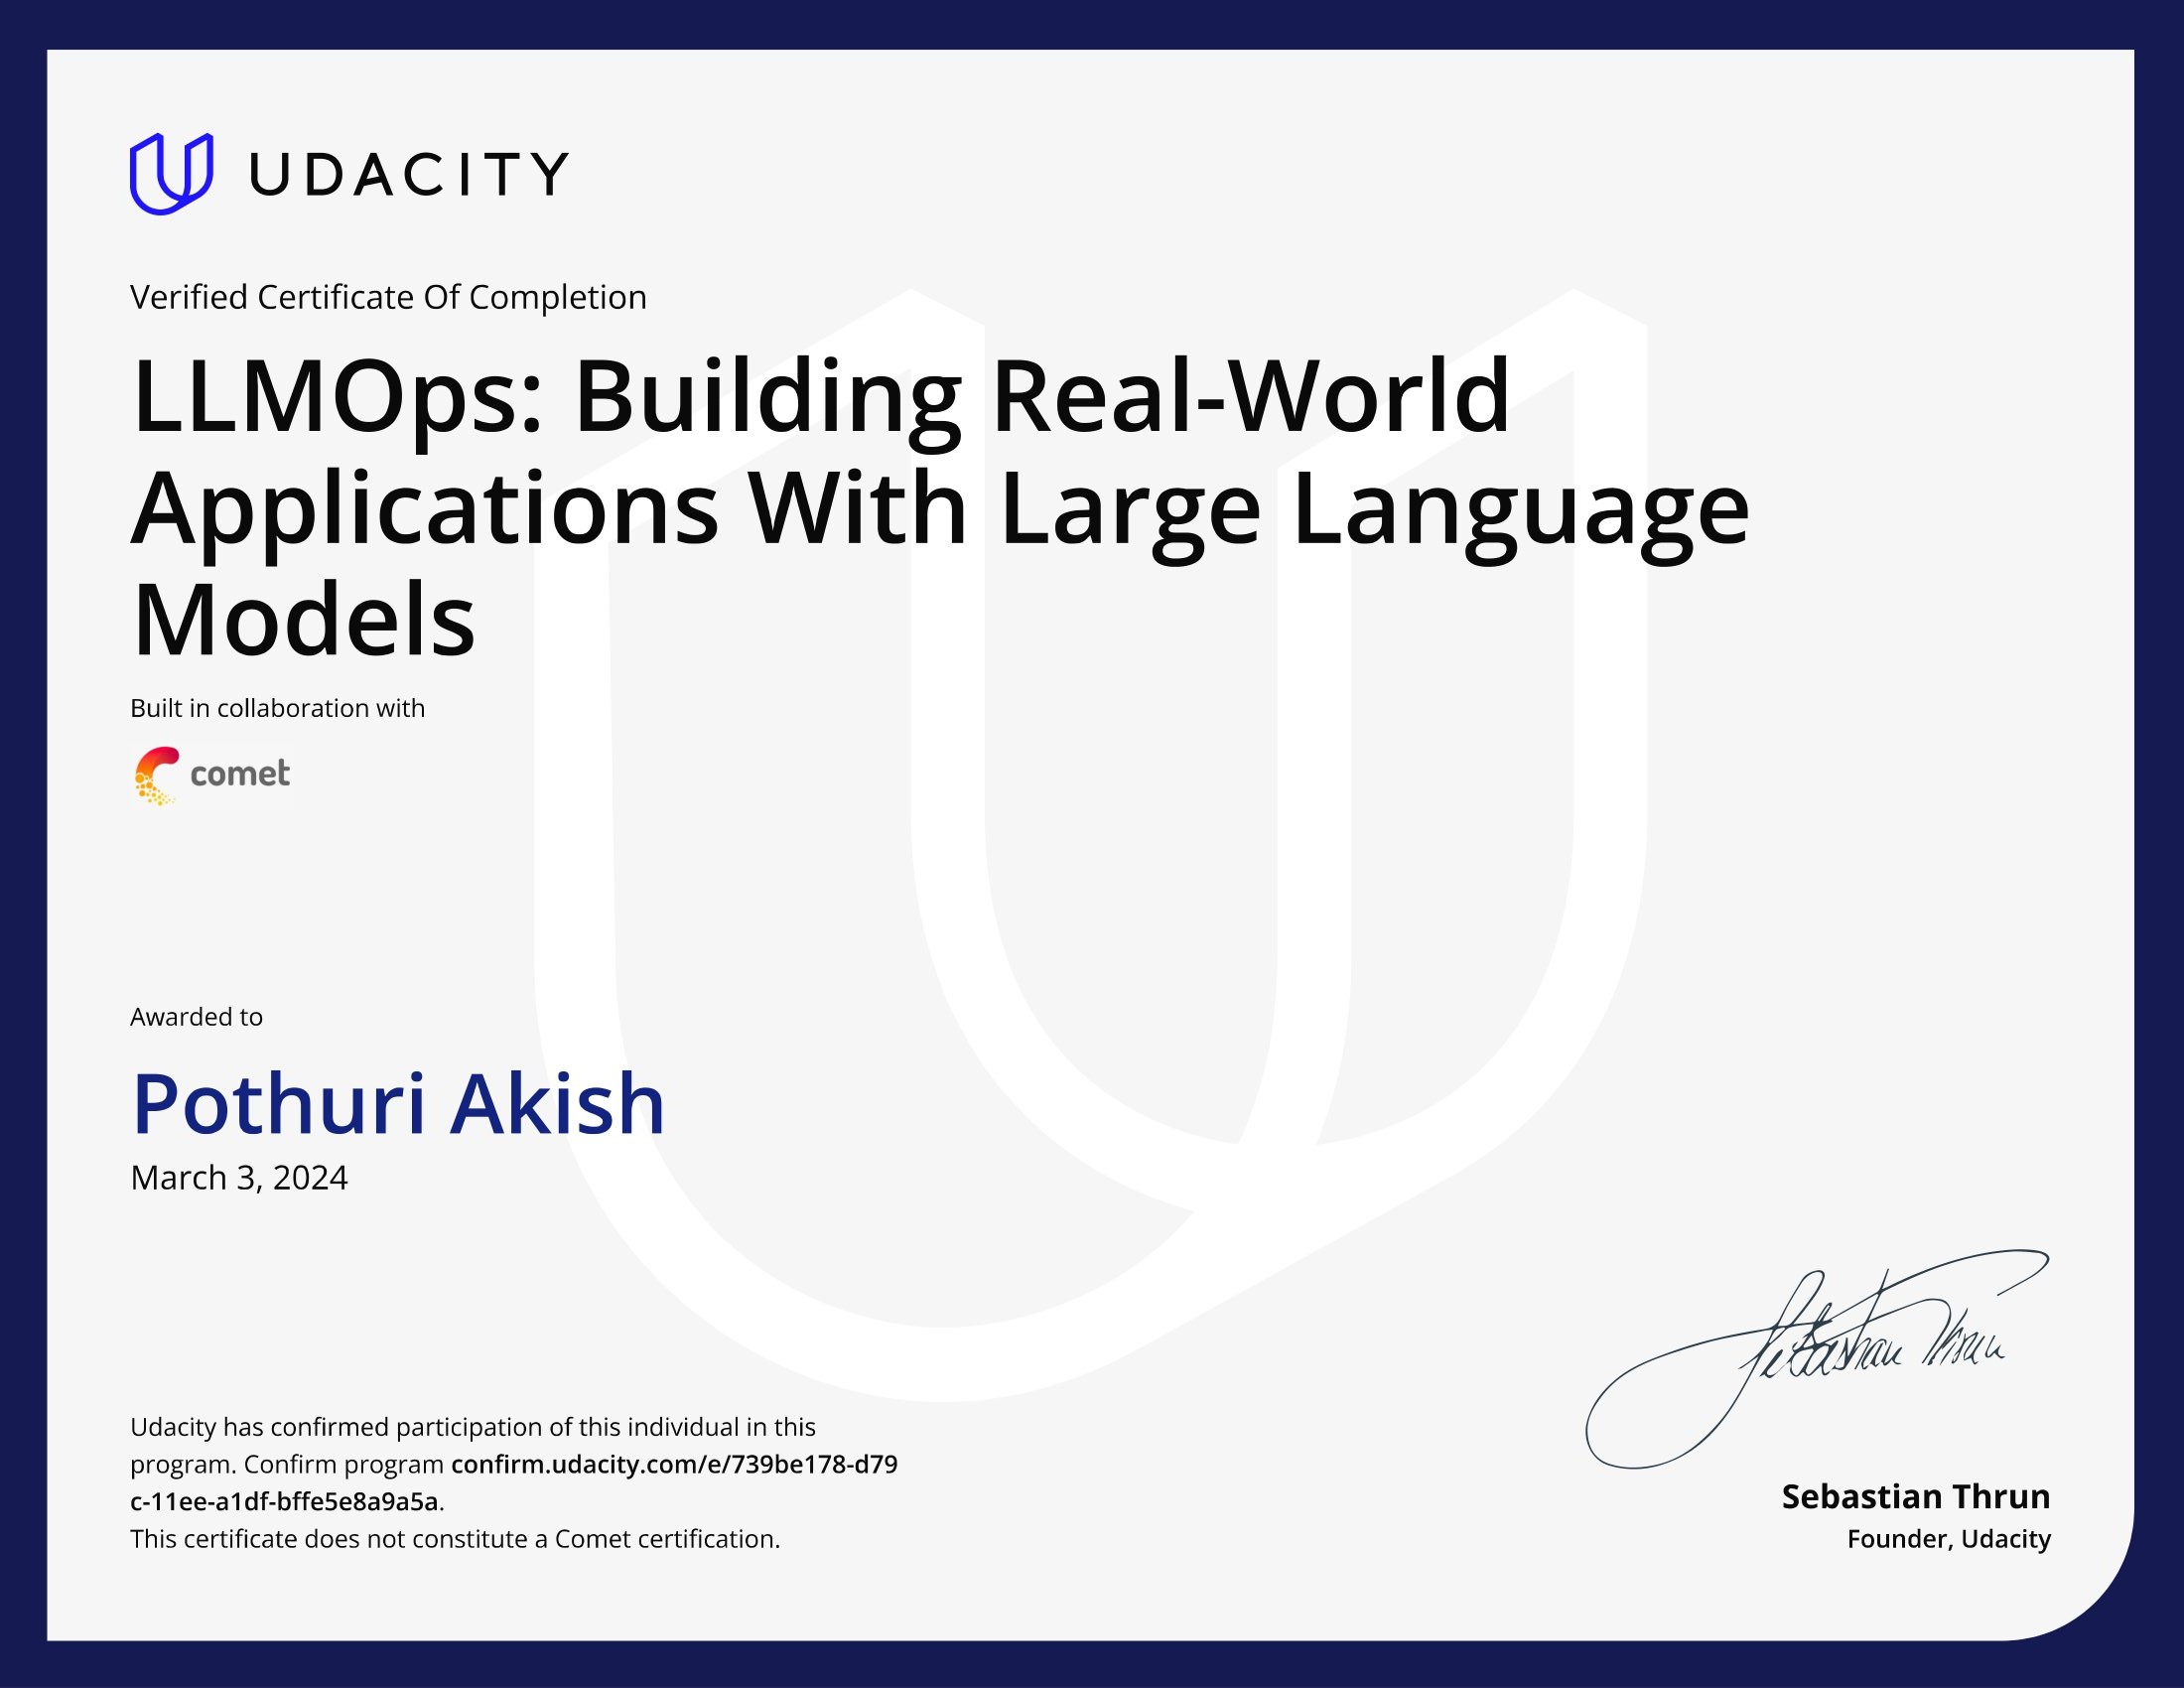 UDACITY
Verified Certificate Of Completion
LLMOps: Building Real-World
Applications With Large Language
Models
Built in collaboration with
comet
Awarded to
Pothuri Akish
March 3, 2024
Sebastian Thrun
Udacity has confirmed participation of this individual in this
program. Confirm program confirm.udacity.com/e/739be178-d79
c-11ee-a1df-bffe5e8a9a5a.
This certificate does not constitute a Comet certification.
Sebastian Thrun
Founder, Udacity